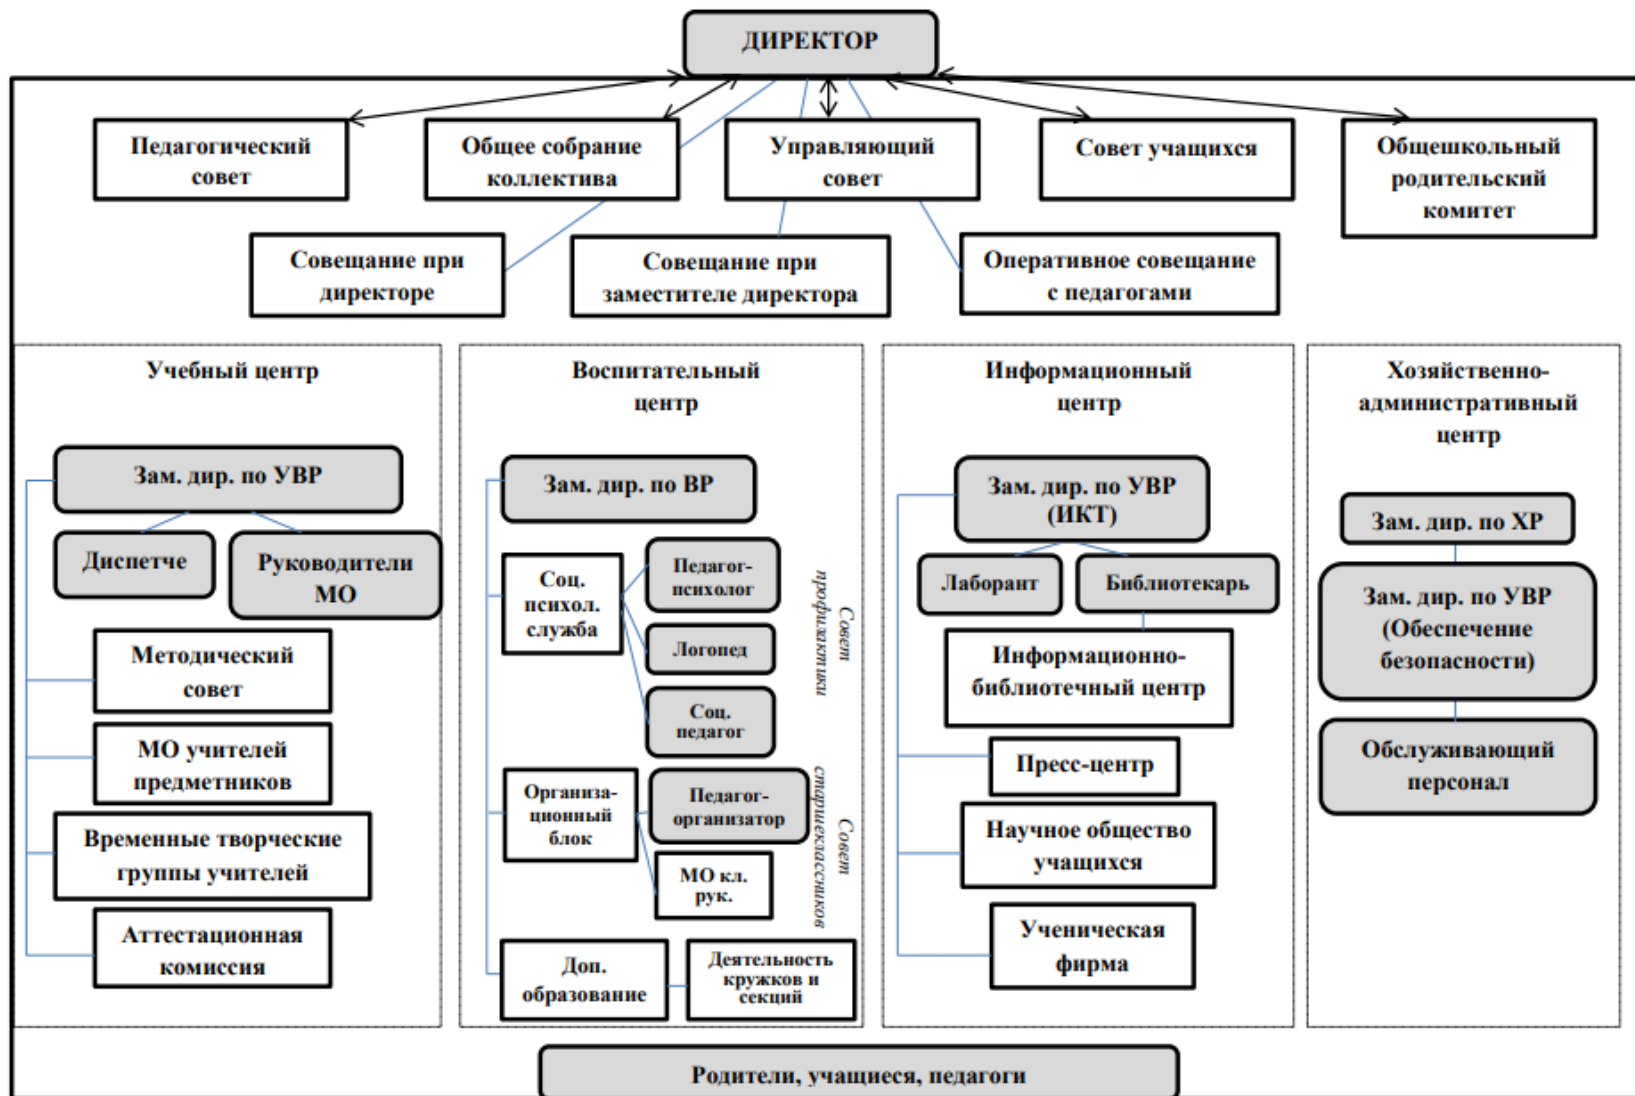 ДИРЕКТОР
Педагогический
совет
Общее собрание
коллектива
Управляющий
совет
Совет учащихся
Общешкольный
родительский
комитет
Совещание при
директоре
Совещание при
заместителе директора
Оперативное совещание
с педагогами
Учебный центр
Зам. дир. по УВР
Диспетче
Руководители
МО
Методический
совет
МО учителей
предметников
Временные творческие
группы учителей
Аттестационная
комиссия
Воспитательный
центр
Зам. дир. по ВР
Соц.
психол.
служба
Педагог-
психолог
Логопед
Соц.
педагог
Совет
профилактики
Организа-
ционный
блок
Педагог-
организатор
МО кл.
рук.
Совет
старшеклассников
Доп.
образование
Деятельность
кружков и
секций
Информационный
центр
Зам. дир. по УВР
(ИКТ)
Лаборант
Библиотекарь
Информационно-
библиотечный центр
Пресс-центр
Научное общество
учащихся
Ученическая
фирма
Хозяйственно-
административный
центр
Зам. дир. по ХР
Зам. дир. по УВР
(Обеспечение
безопасности)
Обслуживающий
персонал
Родители, учащиеся, педагоги